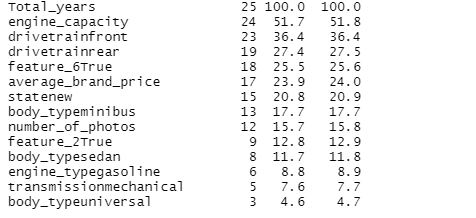 Total_years 25 100.0 100.0
engine_capacity 24 51.7 51.8
drivetrainfront 23 36.4 36.4
drivetrainrear 19 27.4 27.5
feature_6True 18 25.5 25.6
average_brand_price 17 23.9 24.0
statenew 15 20.8 20.9
body_typeminibus 13 17.7 17.7
number_of_photos 12 15.7 15.8
feature_2True 9 12.8 12.9
body_typesedan 8 11.7 11.8
engine_typegasoline 6 8.8 8.9
transmissionmechanical 5 7.6 7.7
body_typeuniversal 3 4.6 4.7